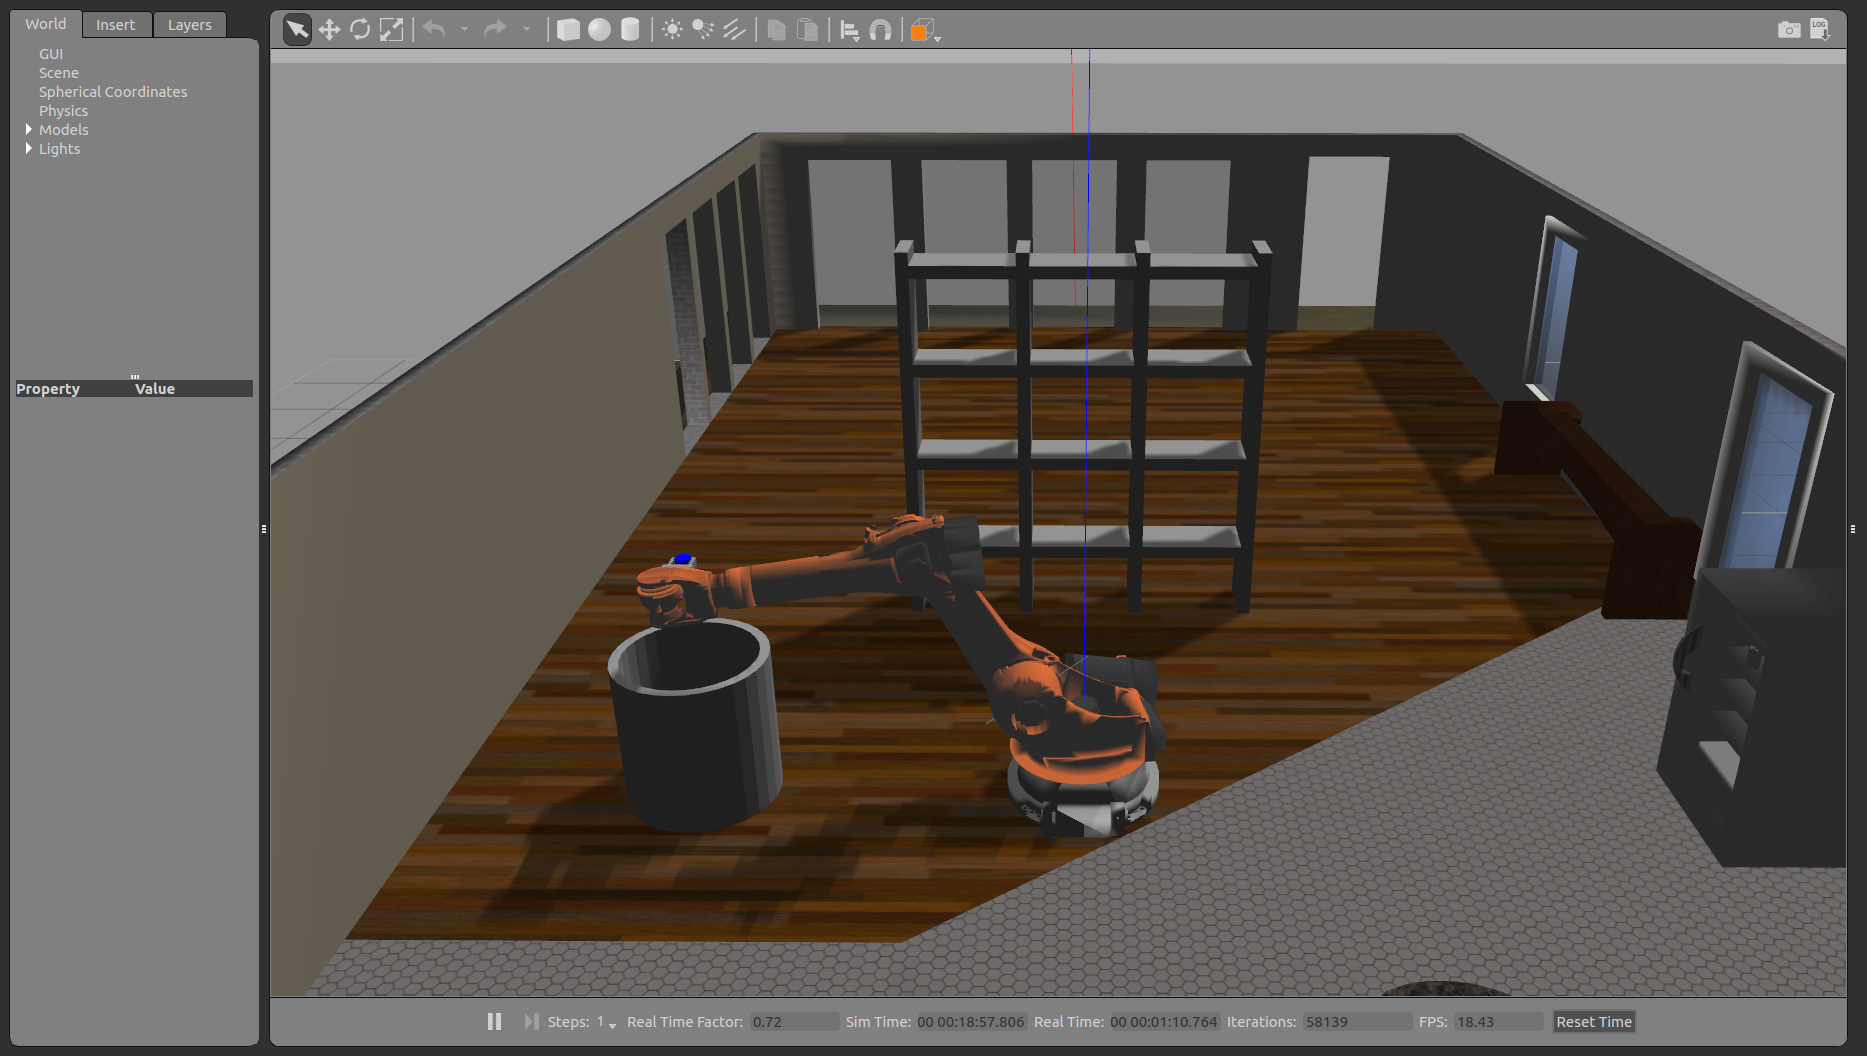 World Insert Layers
GUI
Scene
Spherical Coordinates
Physics
Models
Lights
Property Value
LOG
Steps: 1 Real Time Factor: 0.72 Sim Time: 00 00:18:57.806 Real Time: 00 00:01:10.764 Iterations: 58139 FPS: 18.43 Reset Time